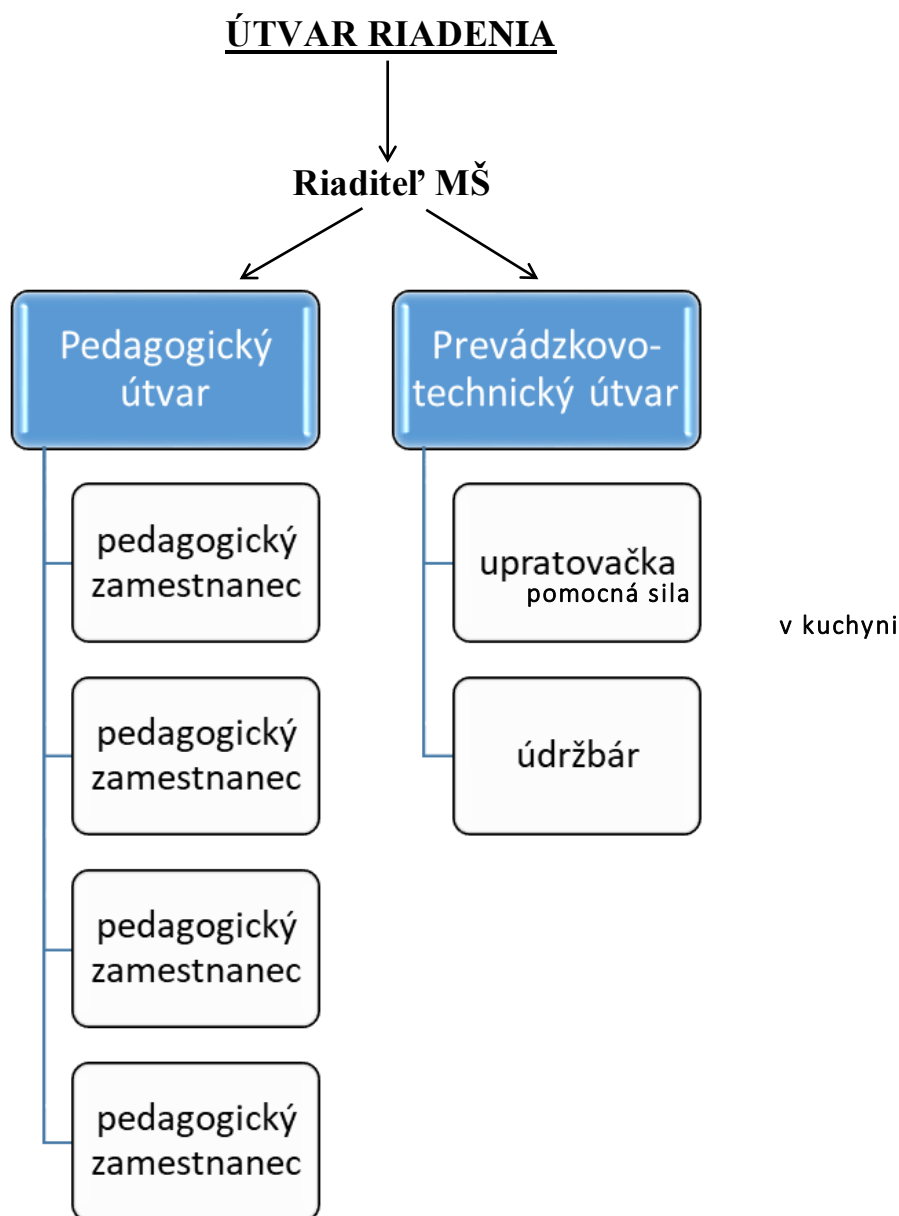 ÚTVAR RIADENIA
Riaditeľ MŠ
Pedagogický
útvar
pedagogický
zamestnanec
pedagogický
zamestnanec
pedagogický
zamestnanec
pedagogický
zamestnanec
Prevádzkovo-
technický útvar
upratovačka
pomocná sila
v kuchyni
údržbár